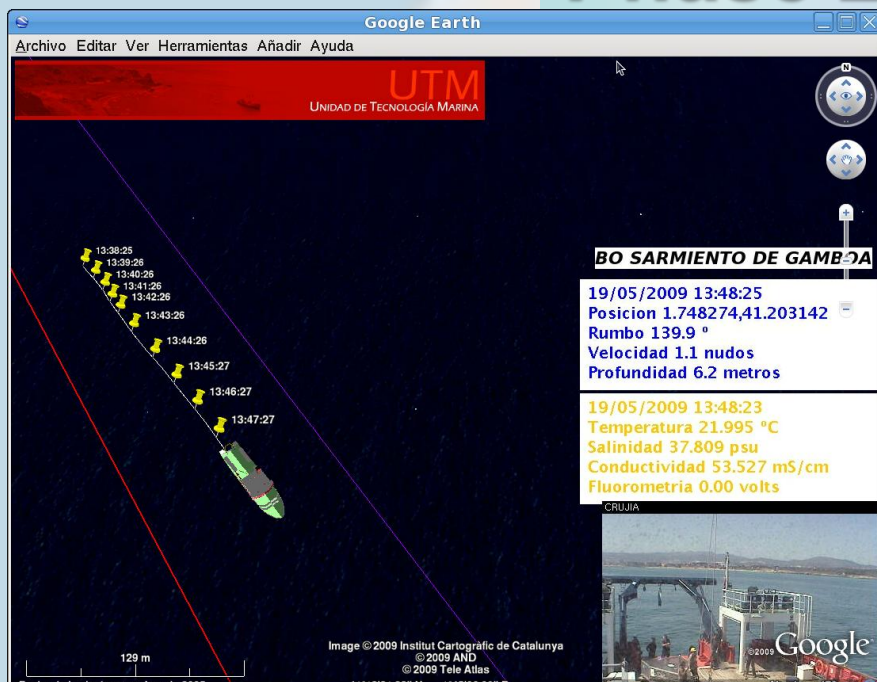 Google Earth
Archivo Editar Ver Herramientas Añadir Ayuda
UTM
UNIDAD DE TECNOLOGÍA MARINA
N
13:38:25
13:39:26
13:40:26
13:41:26
13:42:26
13:43:26
13:44:26
13:45:27
13:46:27
13:47:27
BO SARMIENTO DE GAMBOA
19/05/2009 13:48:25
Posicion 1.748274,41.203142
Rumbo 139.9 º
Velocidad 1.1 nudos
Profundidad 6.2 metros
19/05/2009 13:48:23
Temperatura 21.995 ºC
Salinidad 37.809 psu
Conductividad 53.527 mS/cm
Fluorometria 0.00 volts
CRUJIA
Image © 2009 Institut Cartogràfic de Catalunya
© 2009 AND
© 2009 Tele Atlas
129 m
©2009 Google